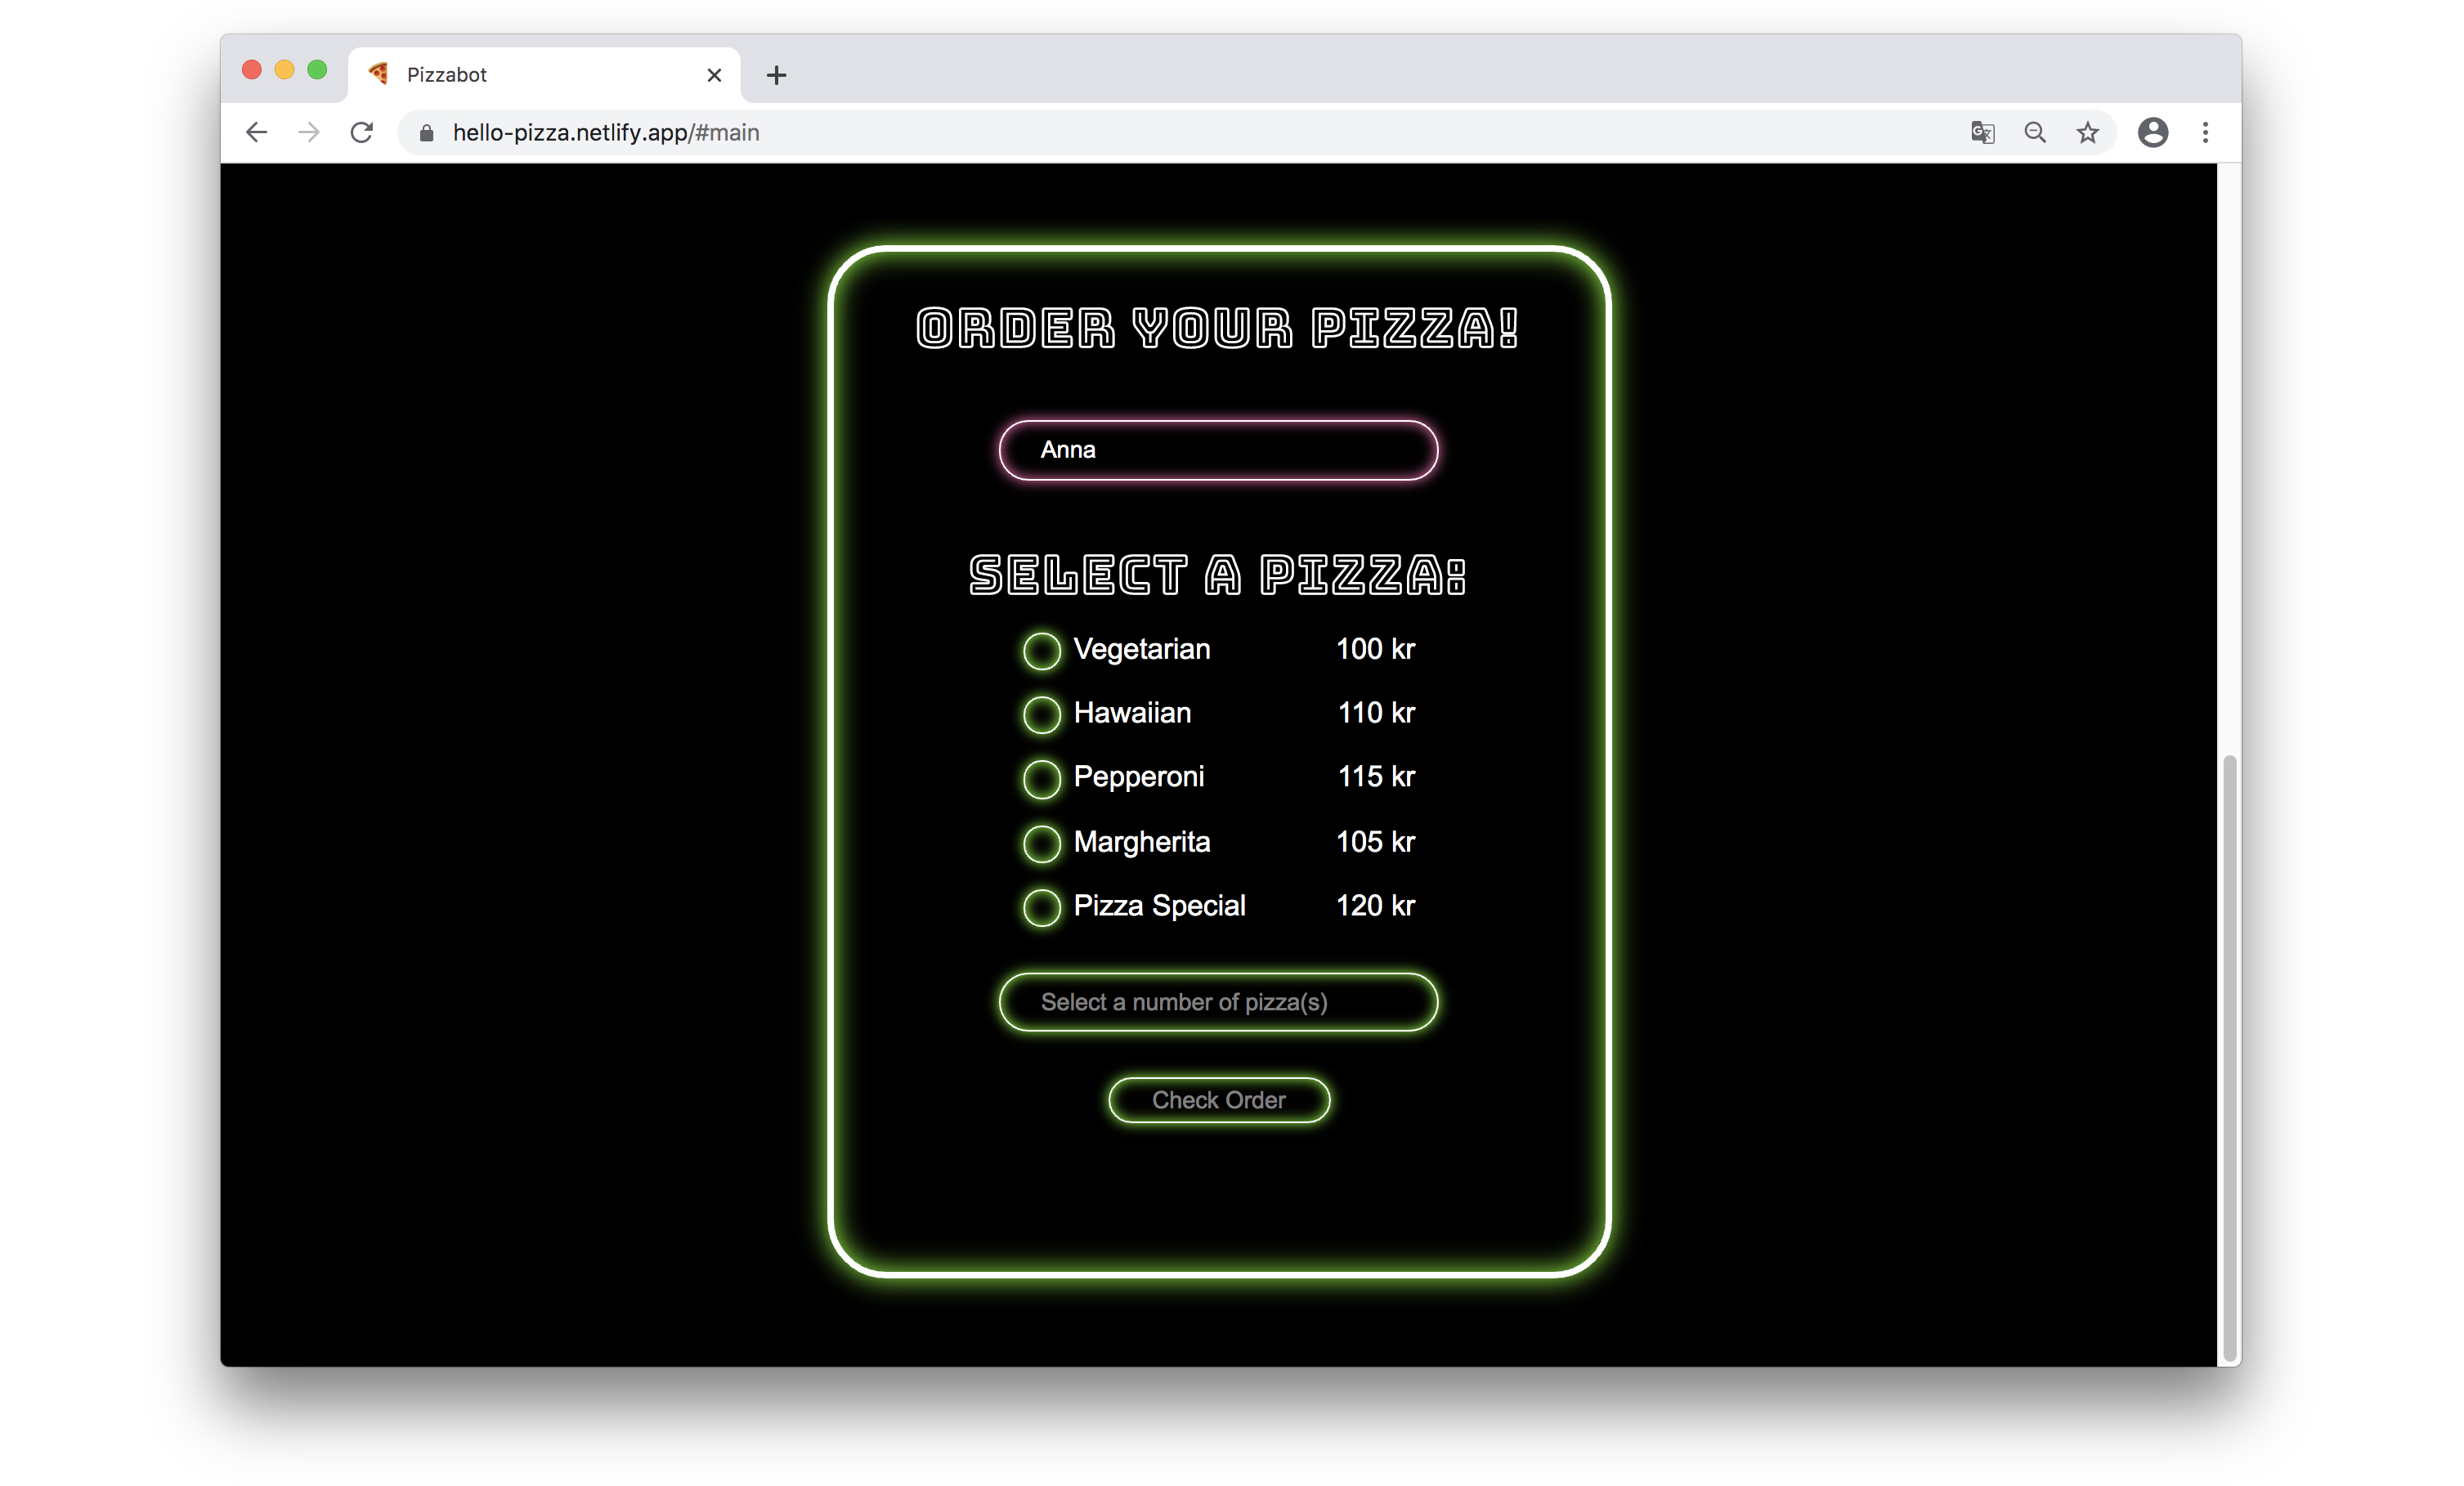 Pizzabot
hello-pizza.netlify.app/#main
ORDER YOUR PIZZA!
Anna
SELECT A PIZZA:
Vegetarian 100 kr
Hawaiian 110 kr
Pepperoni 115 kr
Margherita 105 kr
Pizza Special 120 kr
Select a number of pizza(s)
Check Order